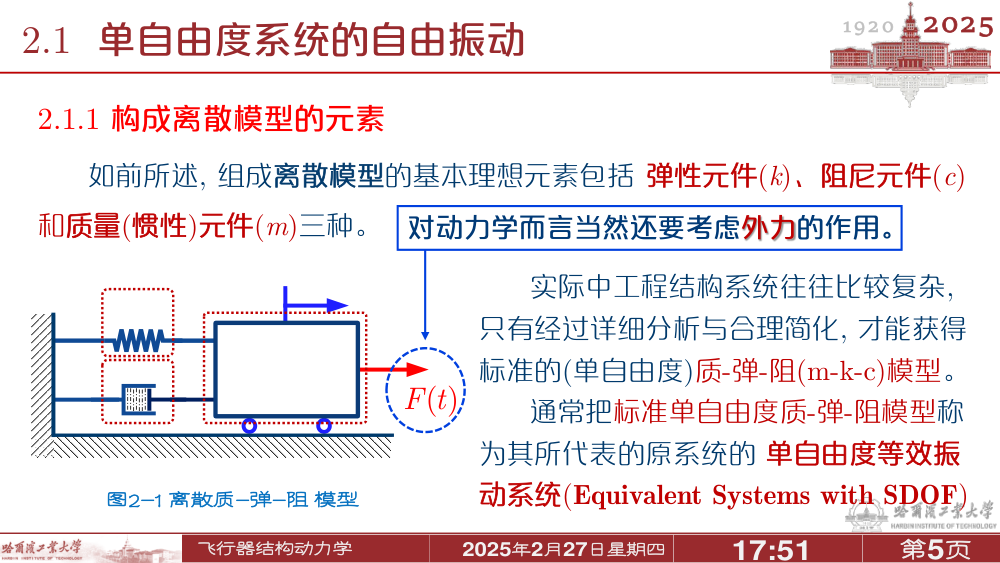 2.1 单自由度系统的自由振动
1920 2025
2.1.1 构成离散模型的元素
如前所述, 组成离散模型的基本理想元素包括 弹性元件(k)、阻尼元件(c)
和质量(惯性)元件(m)三种。
对动力学而言当然还要考虑外力的作用。
F(t)
图2-1 离散质-弹-阻 模型
实际中工程结构系统往往比较复杂,
只有经过详细分析与合理简化, 才能获得
标准的(单自由度)质-弹-阻(m-k-c)模型。
通常把标准单自由度质-弹-阻模型称
为其所代表的原系统的 单自由度等效振
动系统(Equivalent Systems with SDOF)
哈尔滨工业大学
HARBIN INSTITUTE OF TECHNOLOGY
哈尔滨工业大学
HARBIN INSTITUTE OF TECHNOLOGY
飞行器结构动力学
2025年2月27日星期四
17:51
第5页